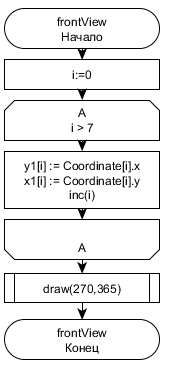 frontView
Начало
i:=0
A
i > 7
y1[i] := Coordinate[i].x
x1[i] := Coordinate[i].y
inc(i)
A
draw(270,365)
frontView
Конец